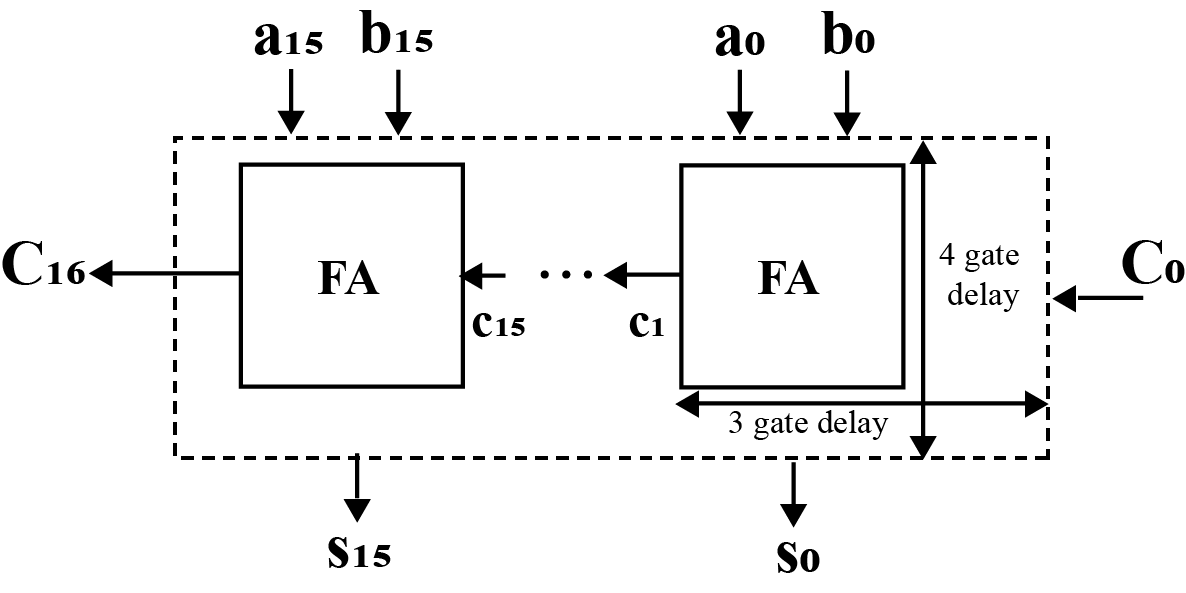 a15 b15 a0 b0
C16 FA c15 ... c1 FA 4 gate
delay C0
3 gate delay
s15 s0